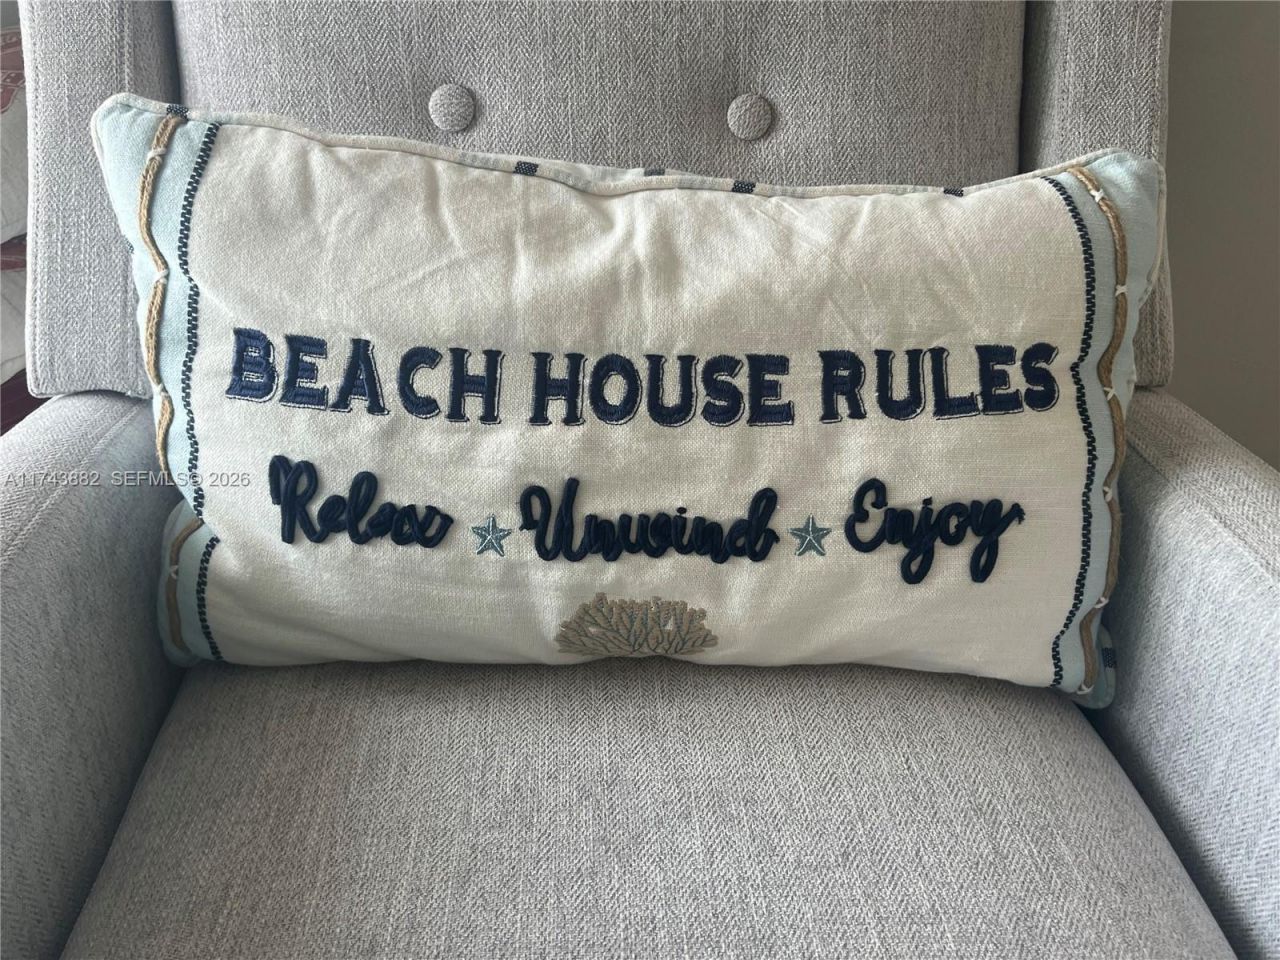 BEACH HOUSE RULES
Relax Unwind Enjoy
A11743882 SEFMLS© 2026